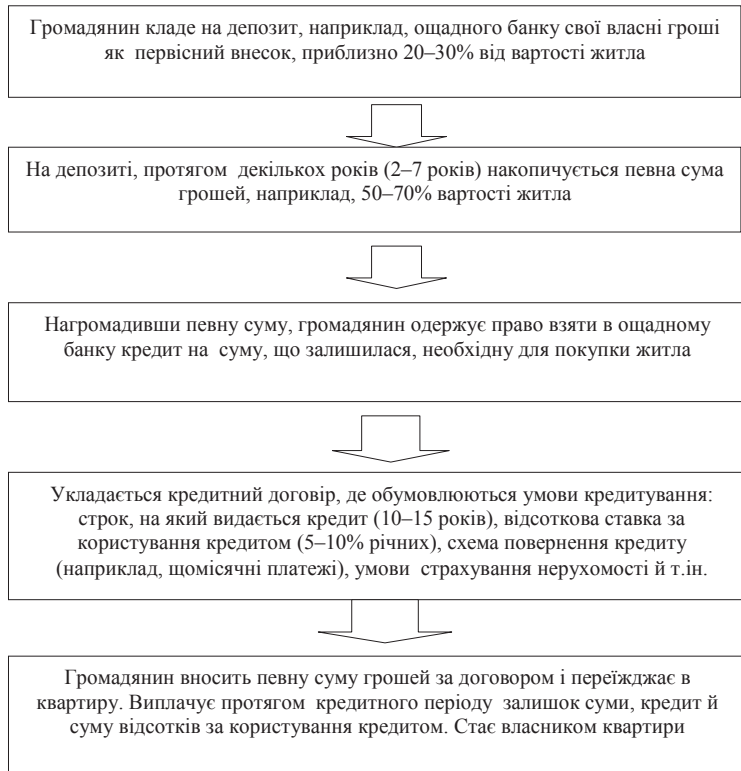 Громадянин кладе на депозит, наприклад, ощадного банку свої власні гроші
як первісний внесок, приблизно 20–30% від вартості житла
На депозиті, протягом декількох років (2–7 років) накопичується певна сума
грошей, наприклад, 50–70% вартості житла
Нагромадивши певну суму, громадянин одержує право взяти в ощадному
банку кредит на суму, що залишилася, необхідну для покупки житла
Укладається кредитний договір, де обумовлюються умови кредитування:
строк, на який видається кредит (10–15 років), відсоткова ставка за
користування кредитом (5–10% річних), схема повернення кредиту
(наприклад, щомісячні платежі), умови страхування нерухомості й т.ін.
Громадянин вносить певну суму грошей за договором і переїжджає в
квартиру. Виплачує протягом кредитного періоду залишок суми, кредит й
суму відсотків за користування кредитом. Стає власником квартири